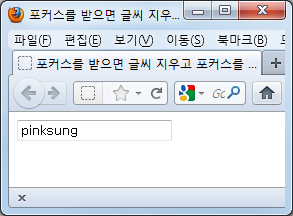 포커스를 받으면 글씨 지우...
파일(F) 편집(E) 보기(V) 이동(S) 북마크(B)
포커스를 받으면 글씨 지우고 포커스를 ...
pinksung